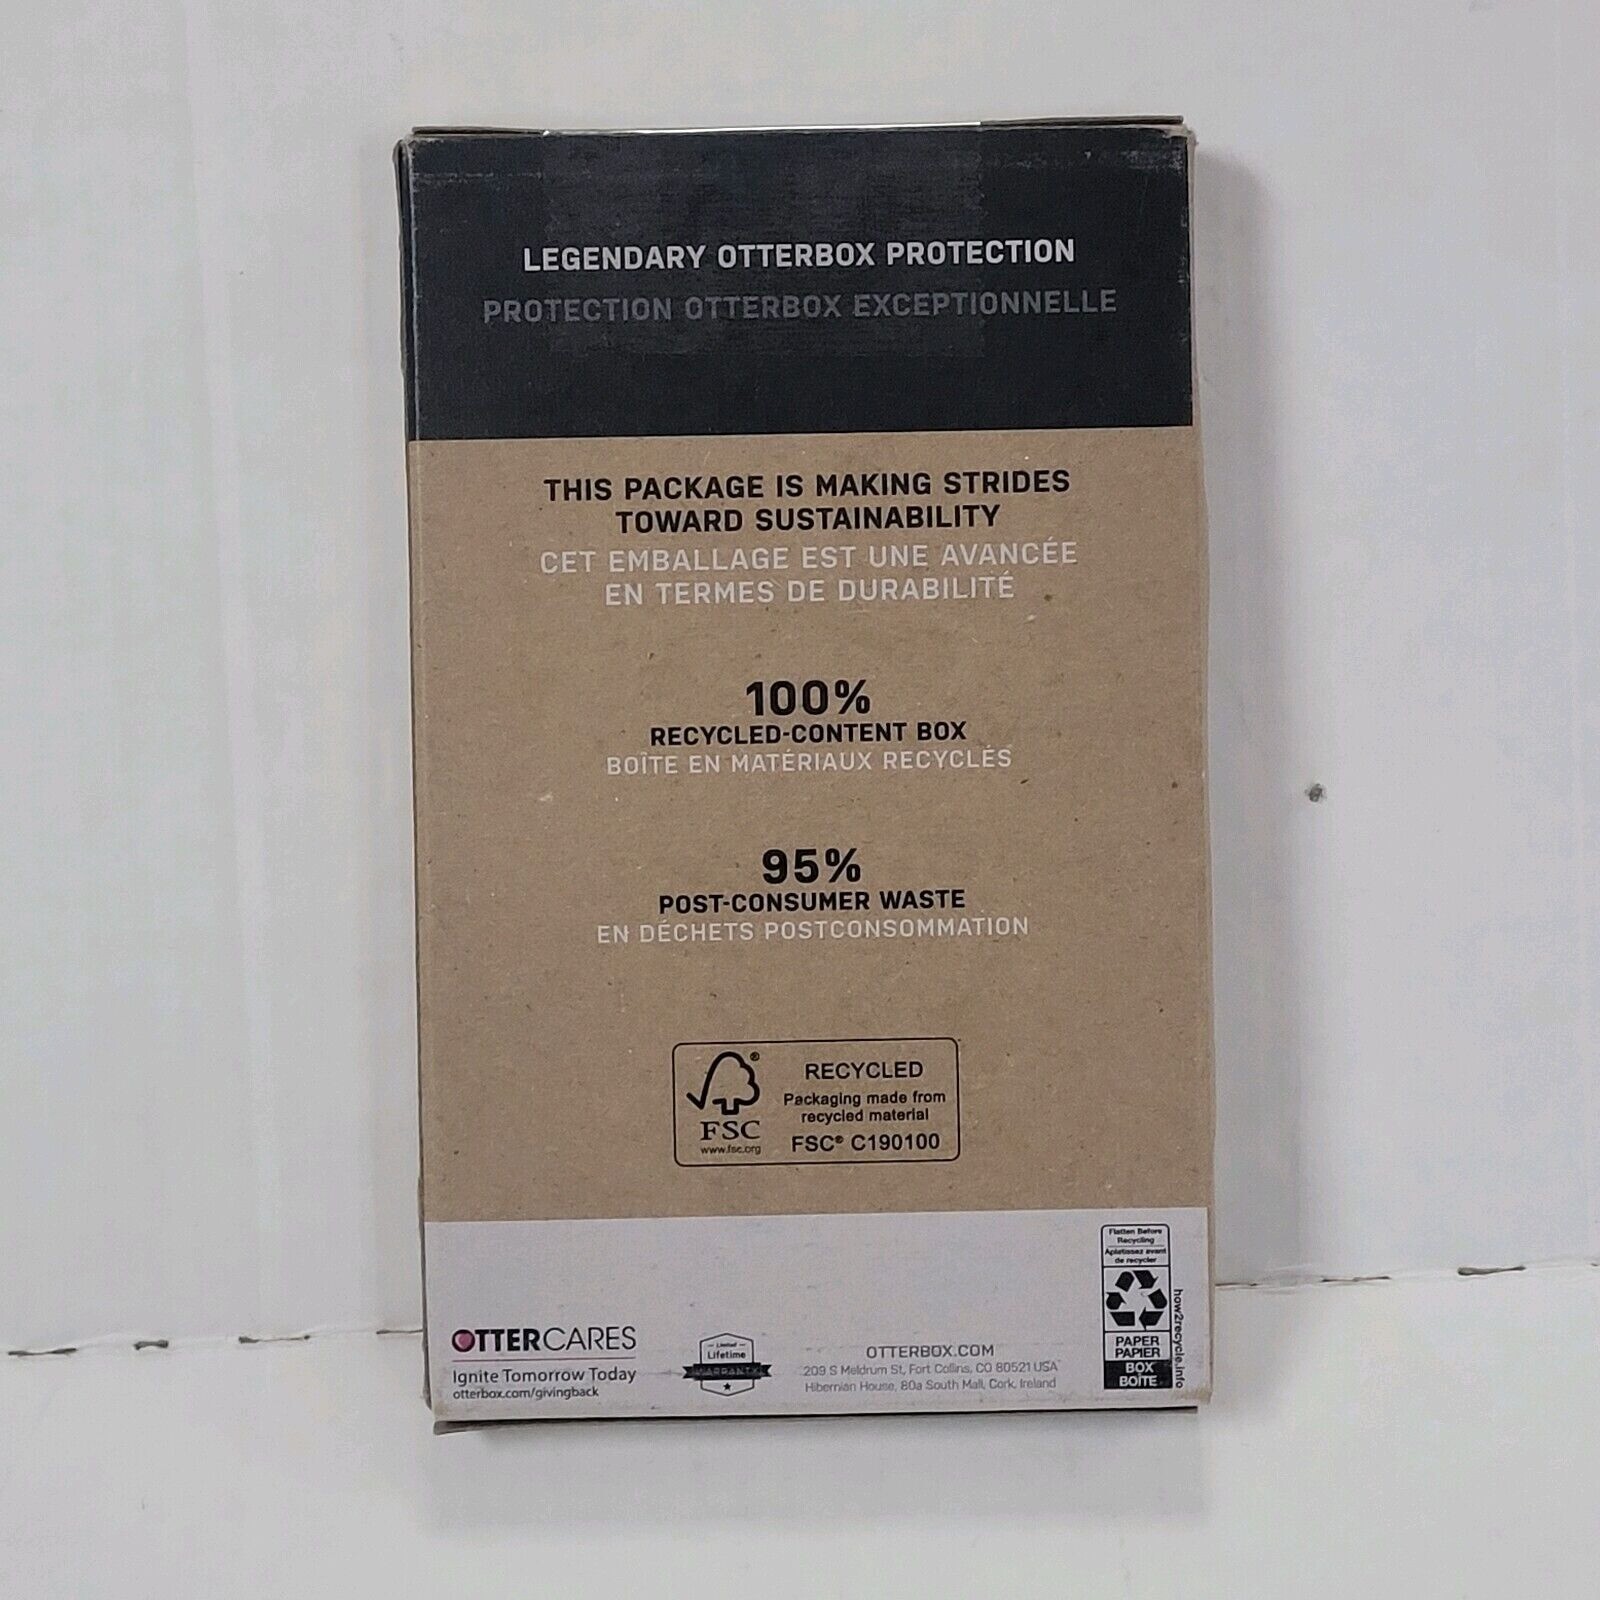 LEGENDARY OTTERBOX PROTECTION
PROTECTION OTTERBOX EXCEPTIONNELLE
THIS PACKAGE IS MAKING STRIDES
TOWARD SUSTAINABILITY
CET EMBALLAGE EST UNE AVANCÉE
EN TERMES DE DURABILITÉ
100%
RECYCLED-CONTENT BOX
BOÎTE EN MATÉRIAUX RECYCLÉS
95%
POST-CONSUMER WASTE
EN DÉCHETS POSTCONSOMMATION
FSC®
www.fsc.org
RECYCLED
Packaging made from
recycled material
FSC® C190100
OTTERCARES
Ignite Tomorrow Today
otterbox.com/givingback
Limited
Lifetime
WARRANTY
OTTERBOX.COM
209 S Meldrum St, Fort Collins, CO 80521 USA
Hibernian House, 80a South Mall, Cork, Ireland
Flatten Before
Recycling
Aplatissez avant
de recycler
PAPER
PAPIER
BOX
BOÎTE
how2recycle.info